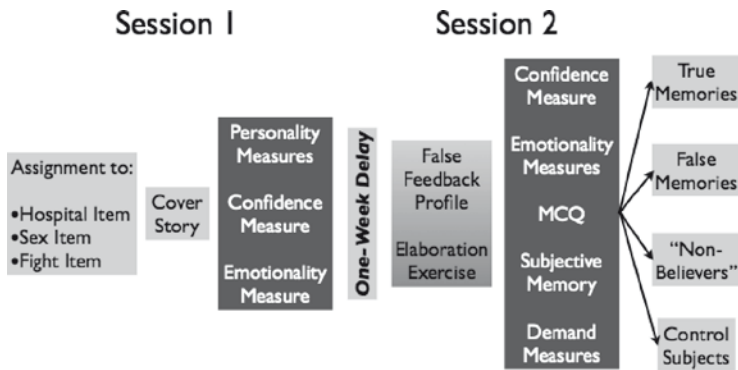 Session 1
Session 2
Assignment to:
•Hospital Item
•Sex Item
•Fight Item
Cover
Story
Personality
Measures
Confidence
Measure
Emotionality
Measure
One-Week Delay
False
Feedback
Profile
Elaboration
Exercise
Confidence
Measure
Emotionality
Measures
MCQ
Subjective
Memory
Demand
Measures
True
Memories
False
Memories
“Non-
Believers”
Control
Subjects